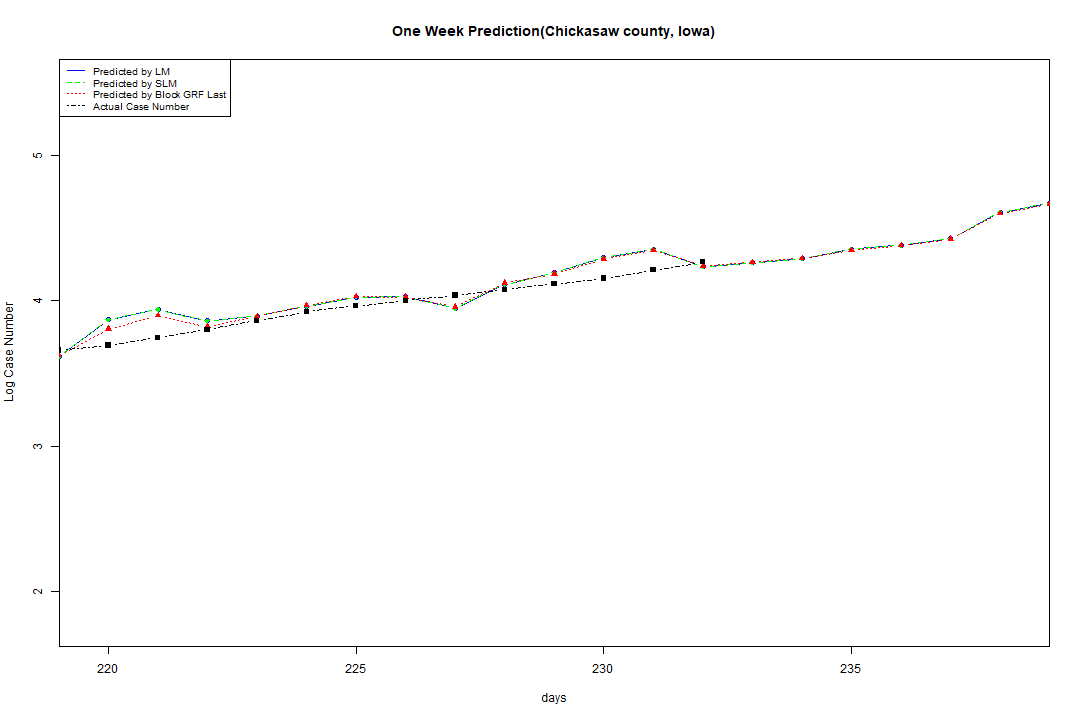 One Week Prediction(Chickasaw county, Iowa)
Predicted by LM
Predicted by SLM
Predicted by Block GRF Last
Actual Case Number
5
4
3
2
Log Case Number
220
225
230
235
days